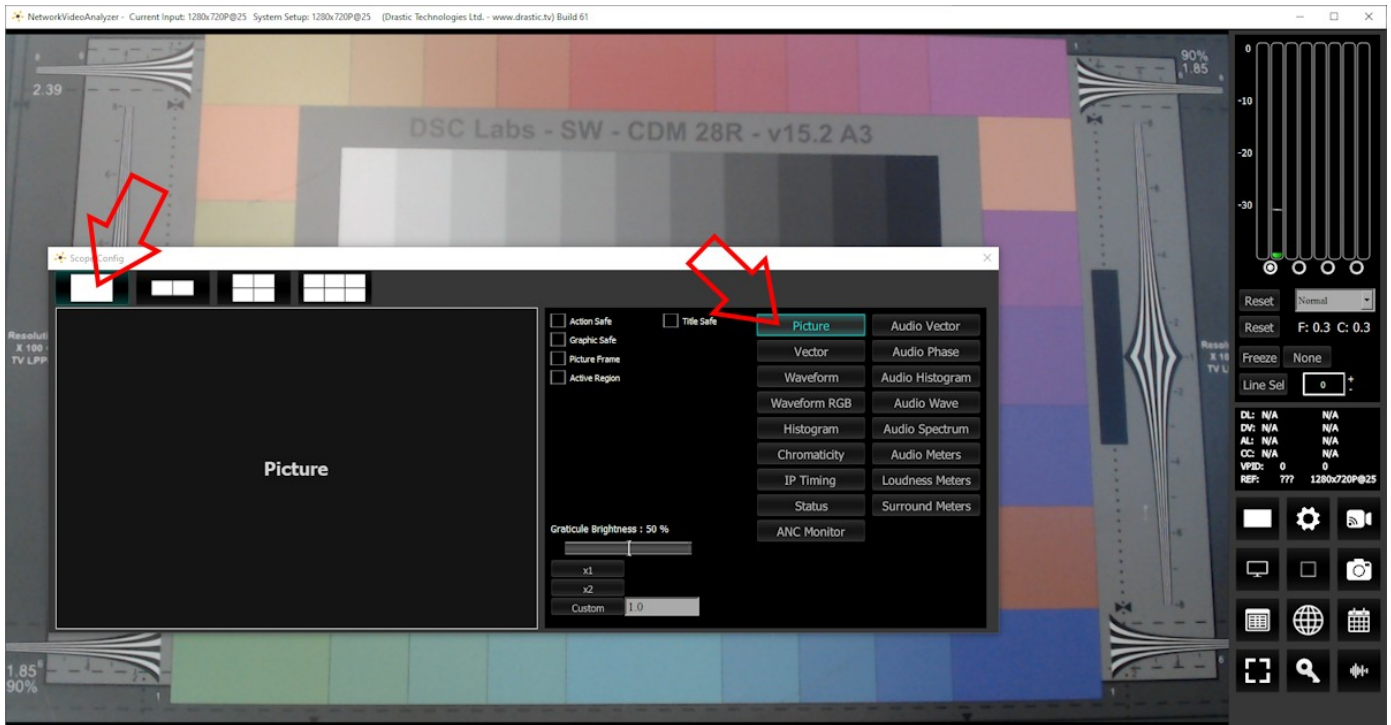 NetworkVideoAnalyzer - Current Input: 1280x720P@25 System Setup: 1280x720P@25 (Drastic Technologies Ltd. - www.drastic.tv) Build 61
2.39
90%
1.85
DSC Labs - SW - CDM 28R - v15.2 A3
Scope Config
Picture
Action Safe
Title Safe
Graphic Safe
Picture Frame
Active Region
Graticule Brightness : 50 %
x1
x2
Custom 1.0
Picture
Vector
Waveform
Waveform RGB
Histogram
Chromaticity
IP Timing
Status
ANC Monitor
Audio Vector
Audio Phase
Audio Histogram
Audio Wave
Audio Spectrum
Audio Meters
Loudness Meters
Surround Meters
X 100
TV LPP
1.85
90%
0
-10
-20
-30
Reset Normal
Reset F: 0.3 C: 0.3
Freeze None
Line Sel 0 + -
DL: N/A N/A
DV: N/A N/A
AL: N/A N/A
CC: N/A N/A
VPID: 0 0
REF: ??? 1280x720P@25